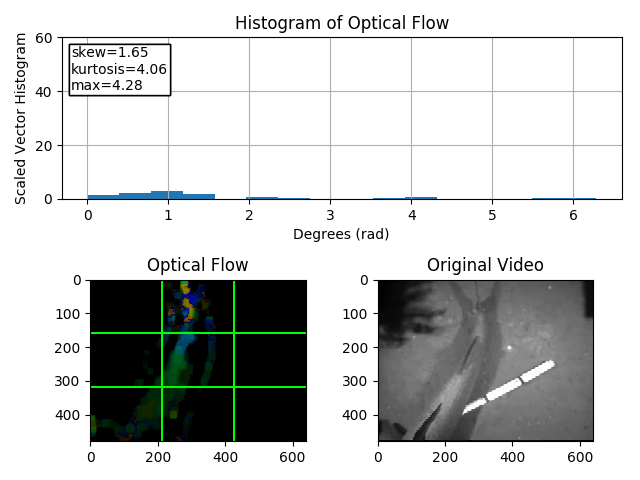 Histogram of Optical Flow
Scaled Vector Histogram
60
40
20
0
skew=1.65
kurtosis=4.06
max=4.28
0 1 2 3 4 5 6
Degrees (rad)
Optical Flow
0
100
200
300
400
0 200 400 600
Original Video
0
100
200
300
400
0 200 400 600